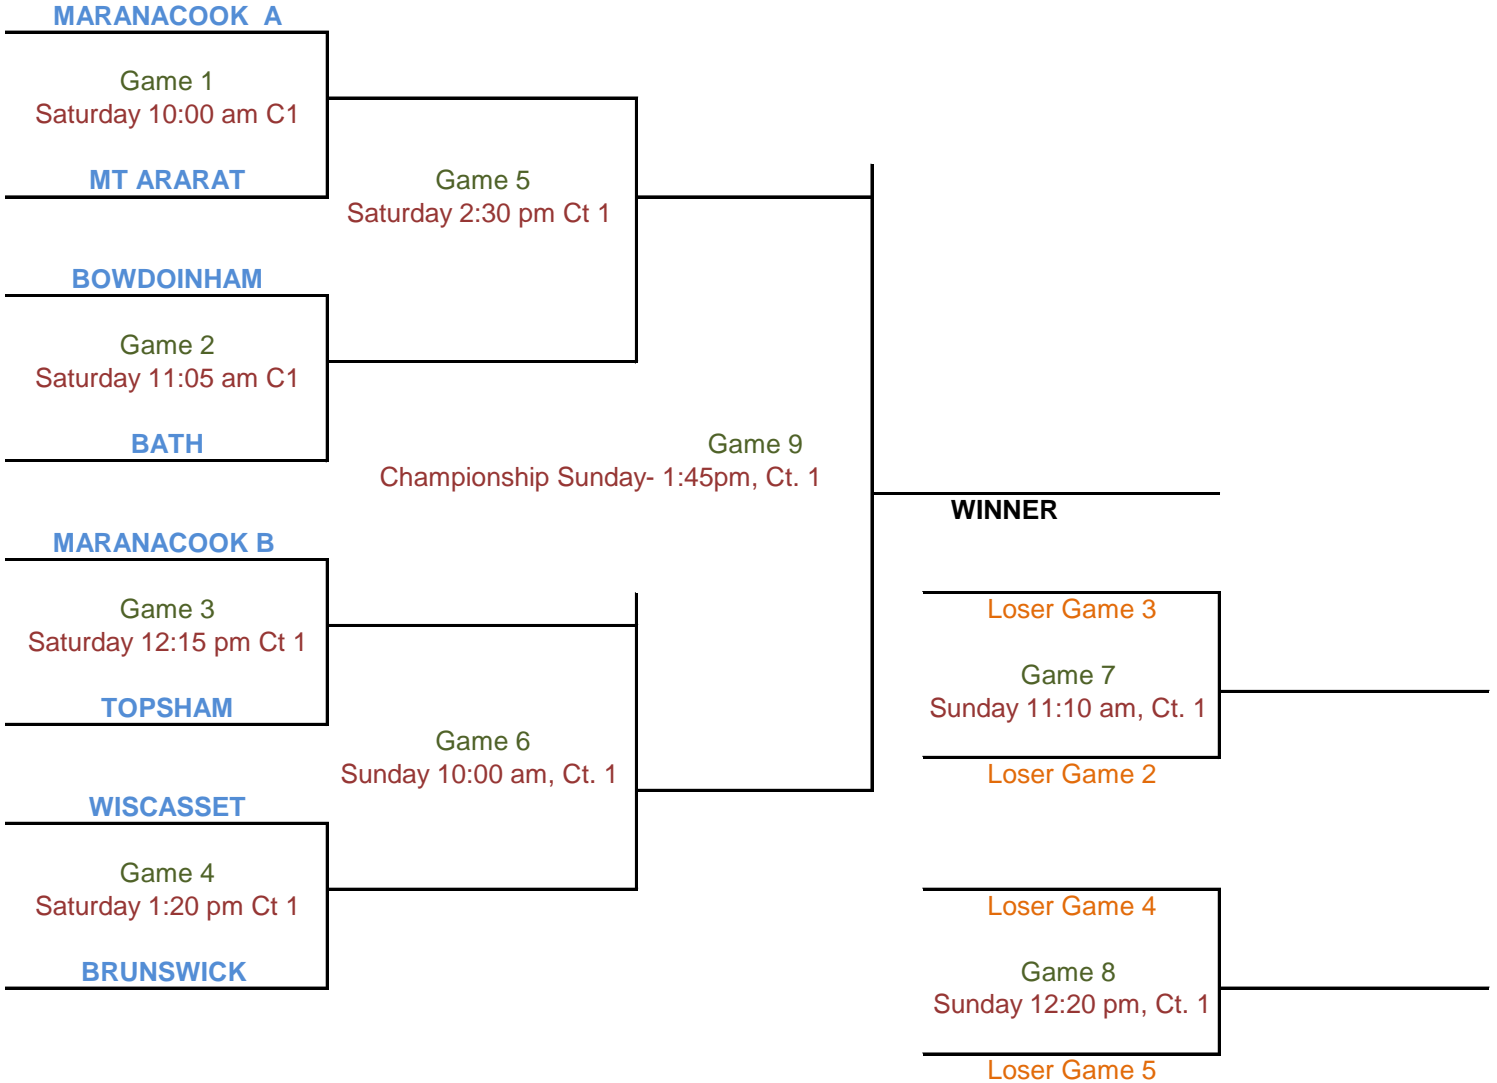 MARANACOOK  A
Game 1
Saturday 10:00 am C1
MT ARARAT
Game 5
Saturday 2:30 pm Ct 1
BOWDOINHAM
Game 2
Saturday 11:05 am C1
BATH
Game 9
Championship Sunday- 1:45pm, Ct. 1
WINNER
MARANACOOK B
Game 3
Saturday 12:15 pm Ct 1
TOPSHAM
Game 6
Sunday 10:00 am, Ct. 1
WISCASSET
Game 4
Saturday 1:20 pm Ct 1
BRUNSWICK
Loser Game 3
Game 7
Sunday 11:10 am, Ct. 1
Loser Game 2
Loser Game 4
Game 8
Sunday 12:20 pm, Ct. 1
Loser Game 5